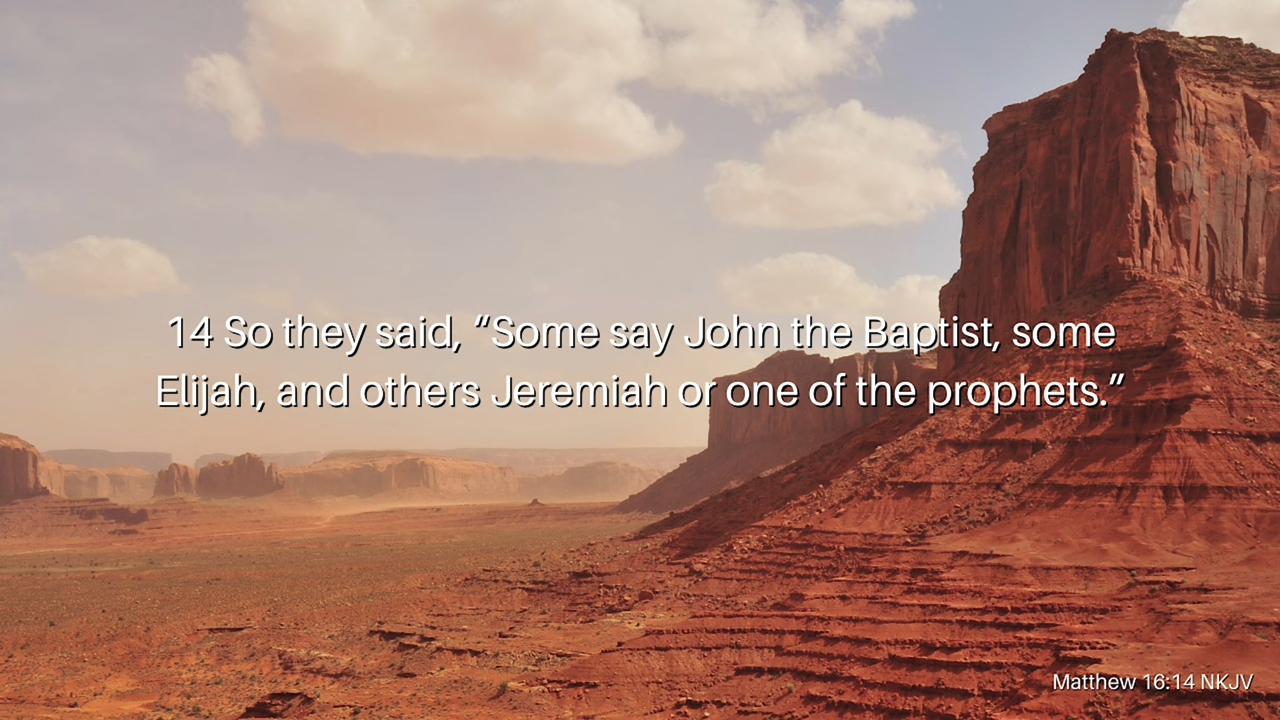 14 So they said, “Some say John the Baptist, some
Elijah, and others Jeremiah or one of the prophets.”
Matthew 16:14 NKJV